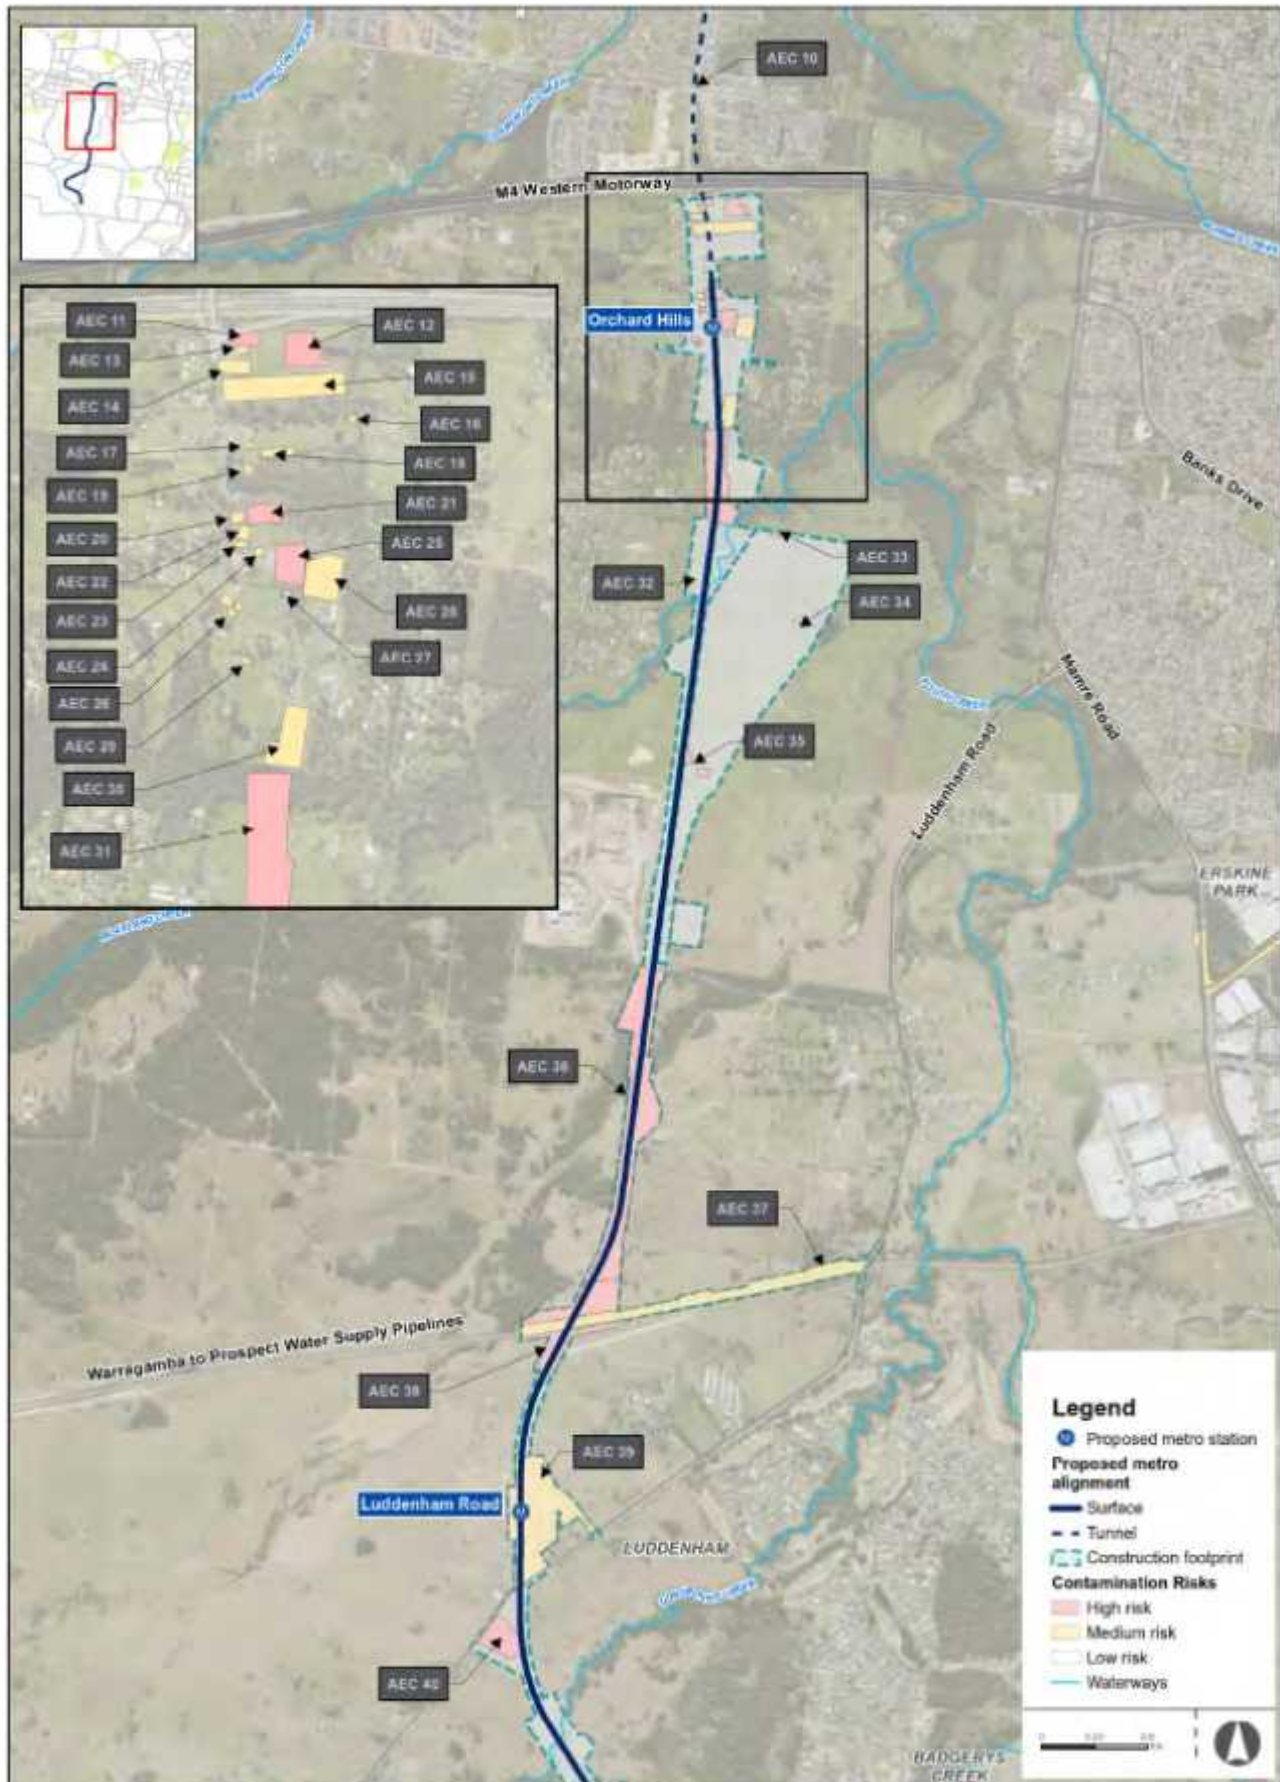 AEC 10
M4 Western Motorway
AEC 11
AEC 12
AEC 13
AEC 14
AEC 15
AEC 16
AEC 17
AEC 18
AEC 19
AEC 20
AEC 21
AEC 22
AEC 23
AEC 24
AEC 25
AEC 26
AEC 28
AEC 27
AEC 29
AEC 30
AEC 31
Orchard Hills
Banks Drive
AEC 32
AEC 33
AEC 34
Mamre Road
AEC 35
Luddenham Road
ERSKINE
PARK
AEC 36
AEC 37
Warragamba to Prospect Water Supply Pipelines
AEC 38
AEC 39
Luddenham Road
LUDDENHAM
AEC 40
BADGERYS
CREEK
Legend
Proposed metro station
Proposed metro
alignment
Surface
Tunnel
Construction footprint
Contamination Risks
High risk
Medium risk
Low risk
Waterways
0